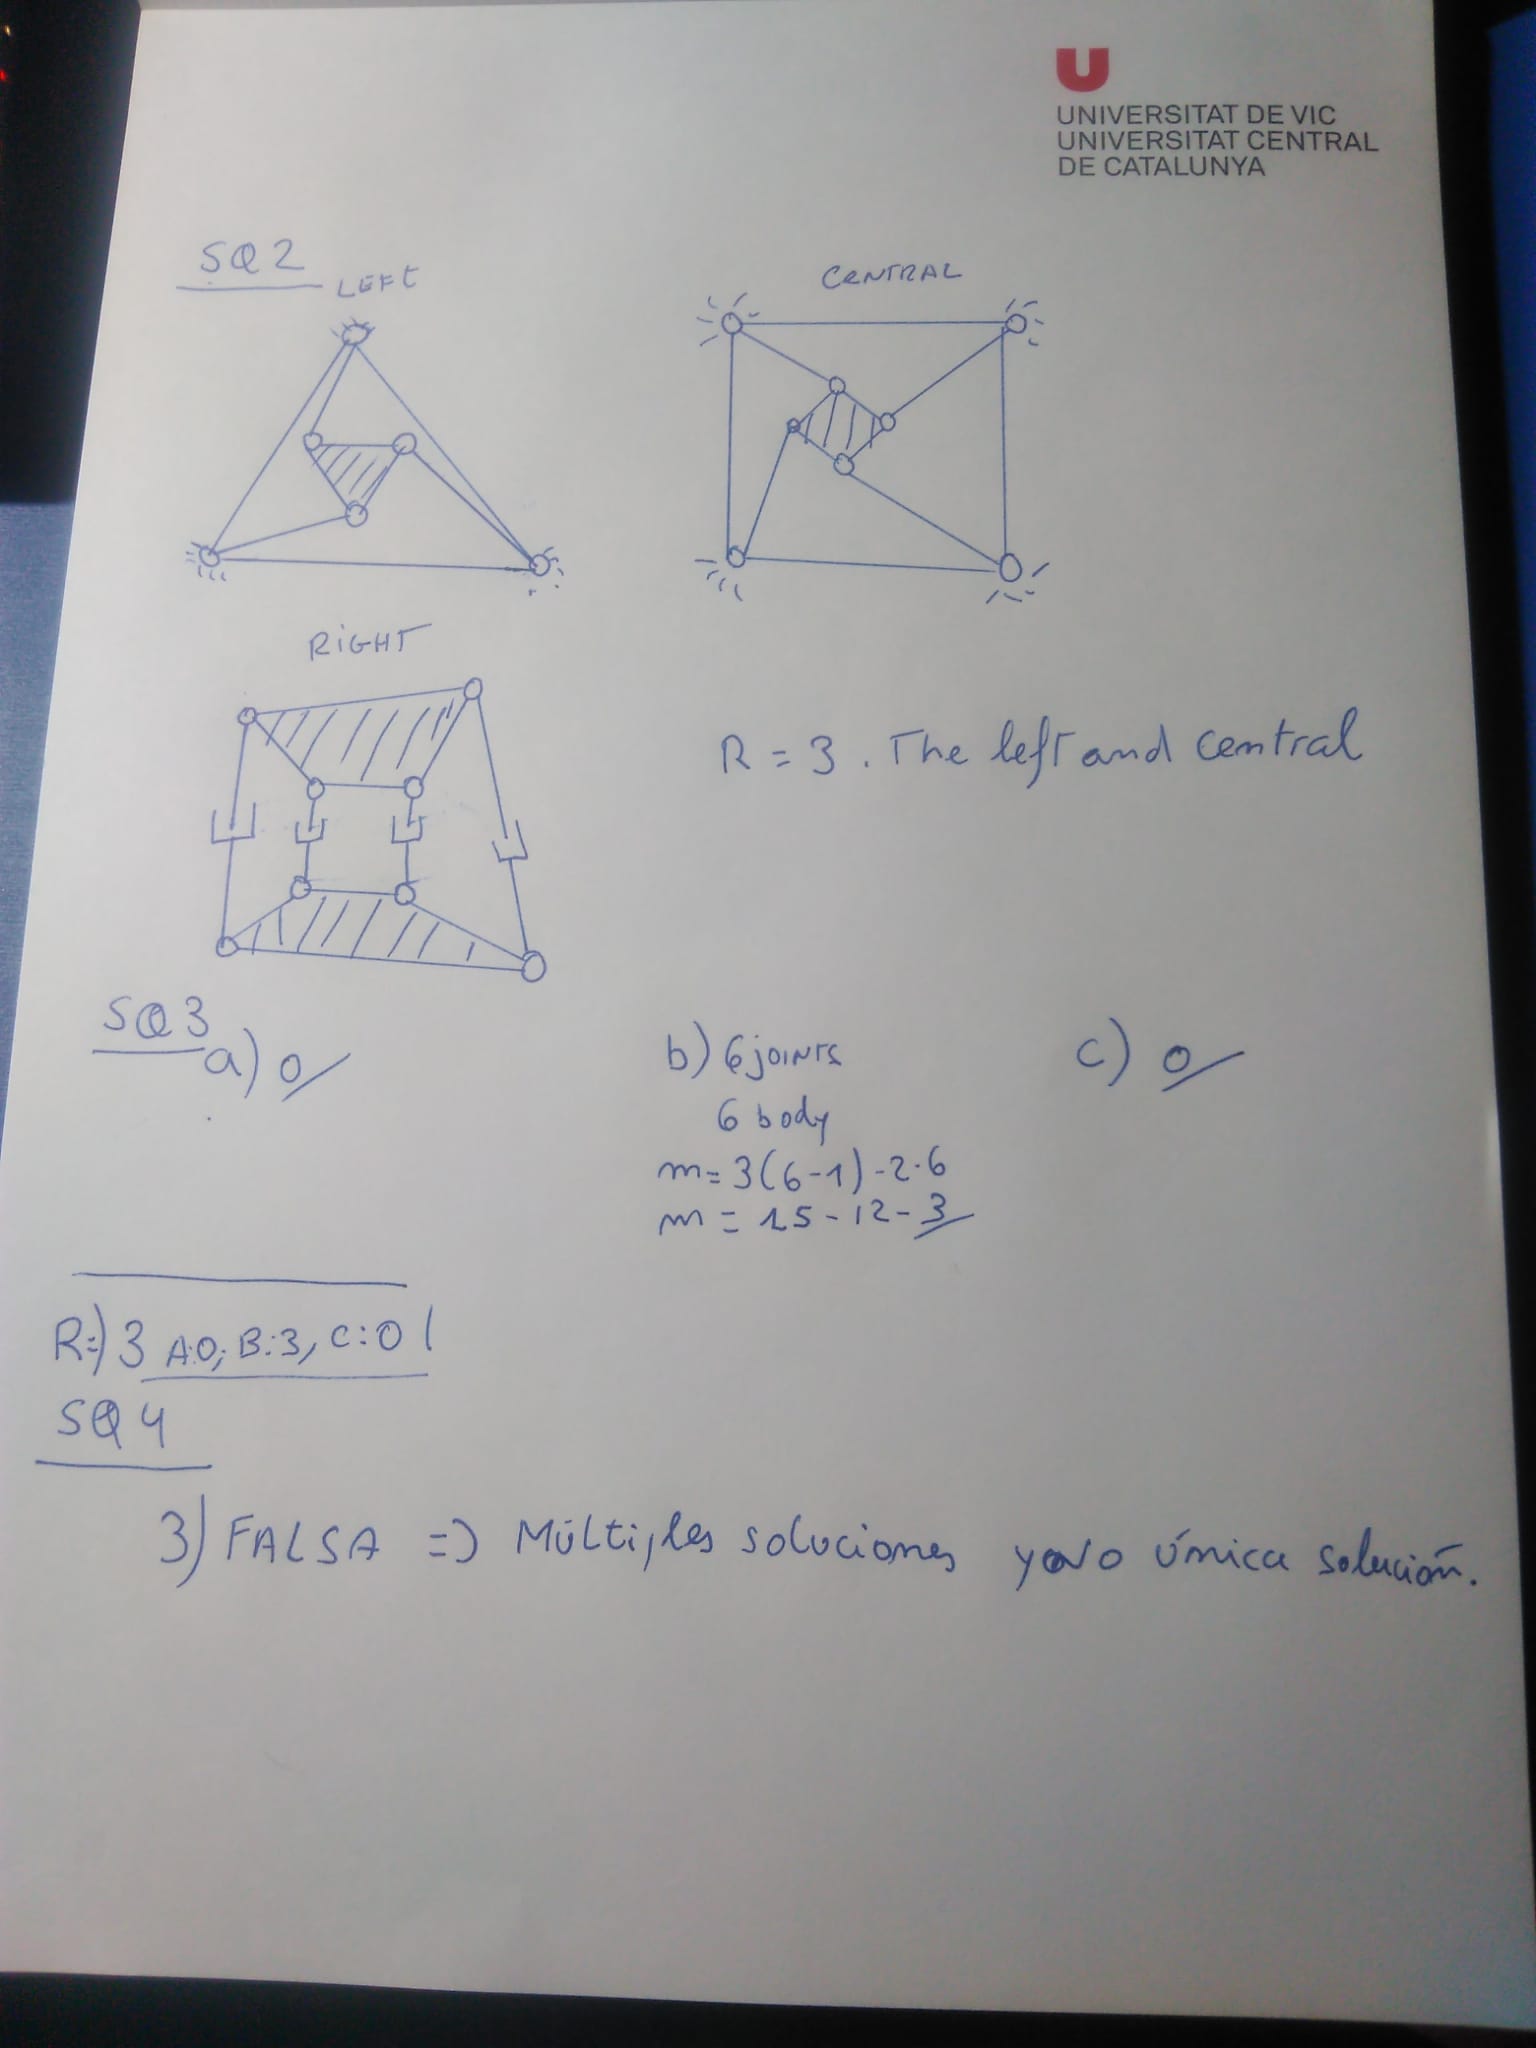 U
UNIVERSITAT DE VIC
UNIVERSITAT CENTRAL
DE CATALUNYA
SQ2
LEFT
CENTRAL
RIGHT
R = 3. The left and central
SQ3
a) 0
b) 6 joints
6 body
m = 3(6-1) - 2·6
m = 15 - 12 - 3
c) 0
R=) 3 A:0; B:3, C:0
SQ4
3) FALSA => Múltiples soluciones y no única solución.